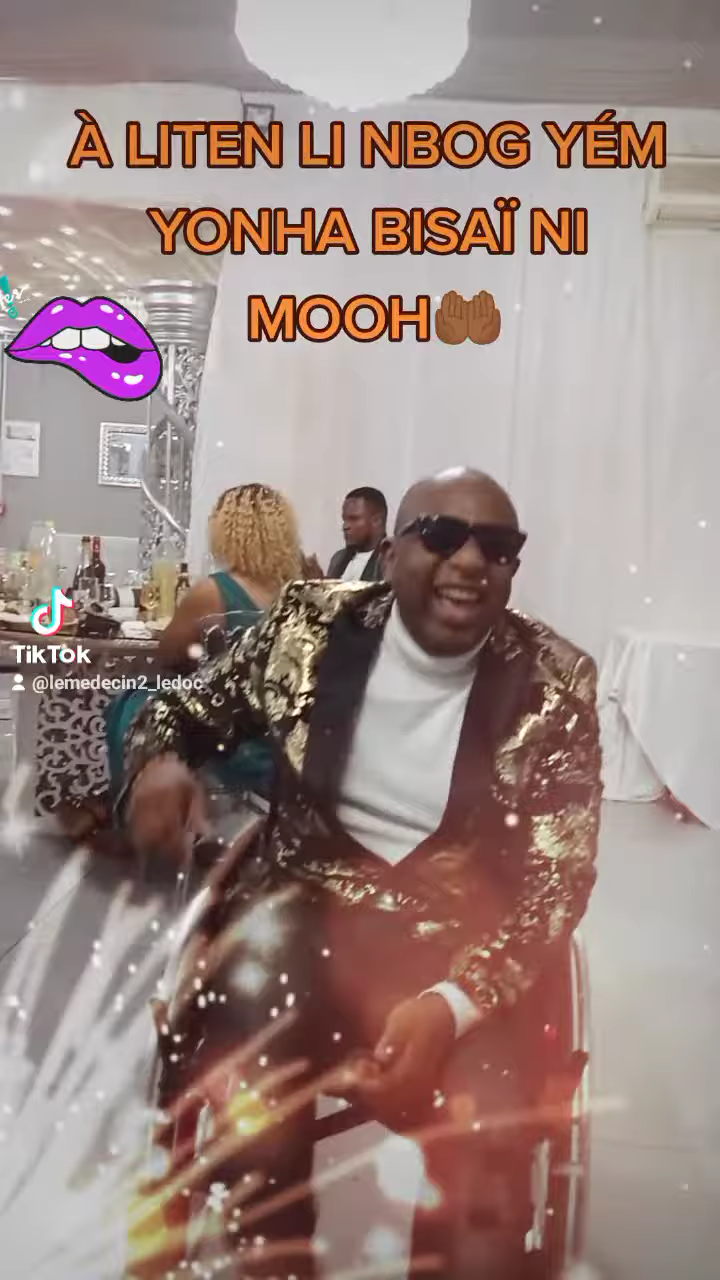 À LITEN LI NBOG YÉM
YONHA BISAÏ NI
MOOH🤲🏾
TikTok
@lemedecin2_ledoc